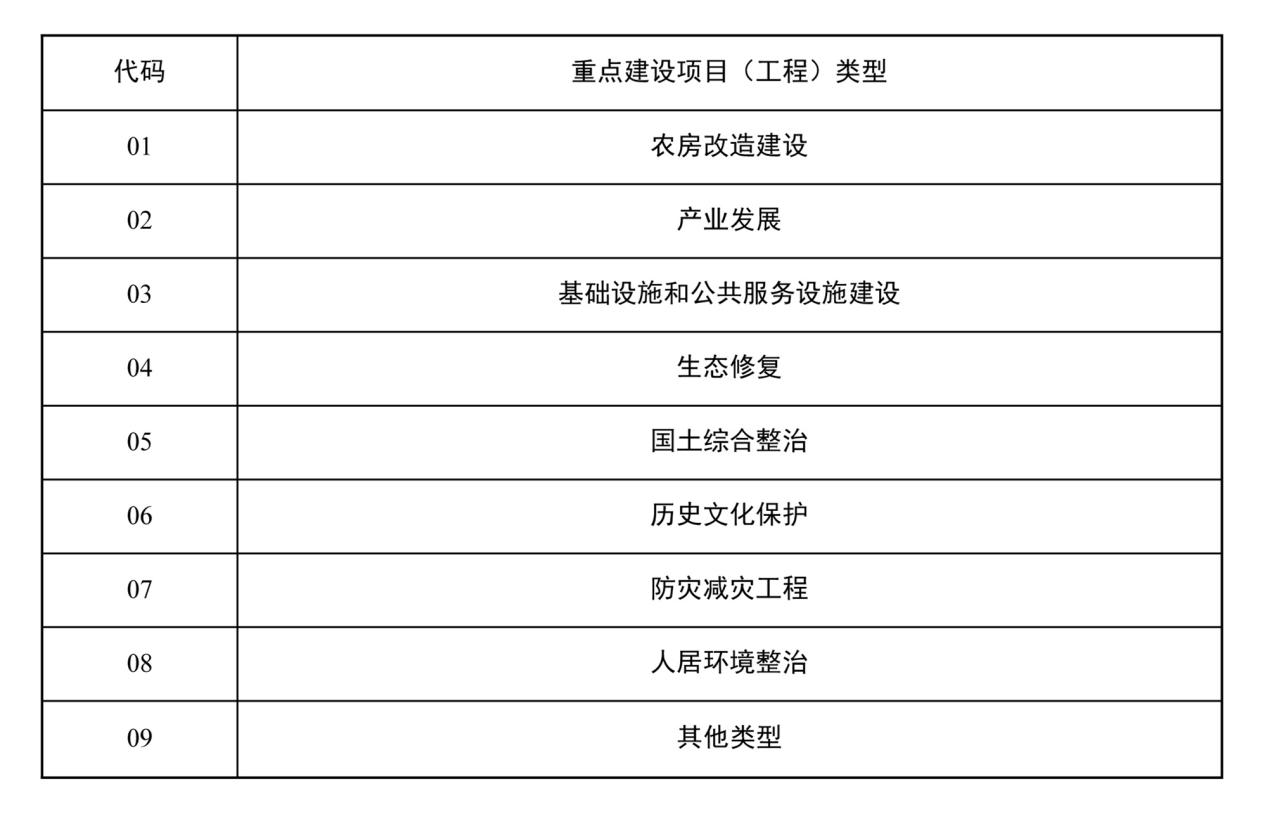 代码 重点建设项目（工程）类型
01 农房改造建设
02 产业发展
03 基础设施和公共服务设施建设
04 生态修复
05 国土综合整治
06 历史文化保护
07 防灾减灾工程
08 人居环境整治
09 其他类型